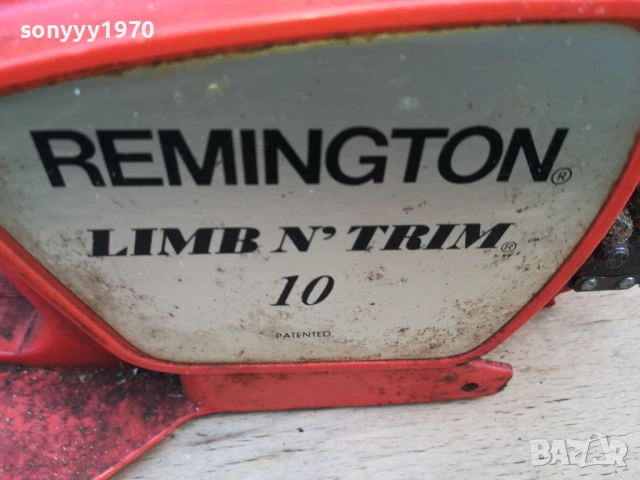 sonyyy1970
REMINGTON®
LIMB N' TRIM®
10
PATENTED
BAZAR